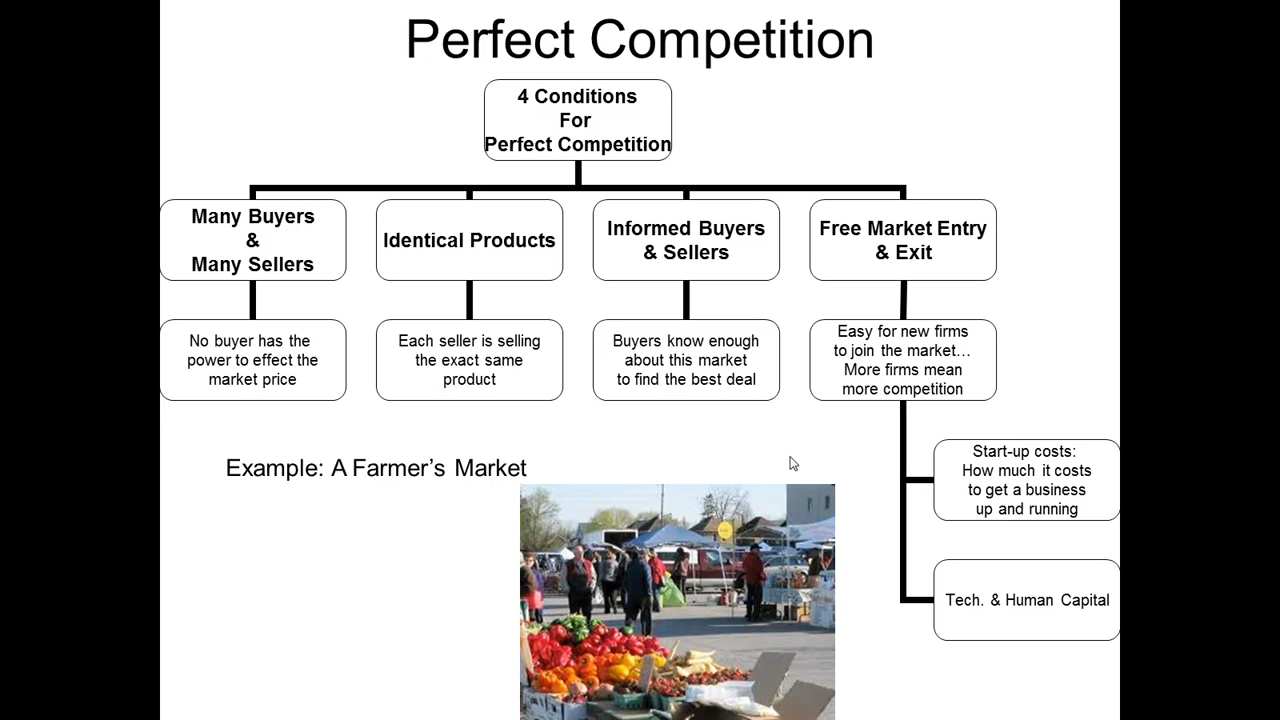 Perfect Competition
4 Conditions
For
Perfect Competition
Many Buyers
&
Many Sellers
Identical Products
Informed Buyers
& Sellers
Free Market Entry
& Exit
No buyer has the
power to effect the
market price
Each seller is selling
the exact same
product
Buyers know enough
about this market
to find the best deal
Easy for new firms
to join the market…
More firms mean
more competition
Start-up costs:
How much it costs
to get a business
up and running
Tech. & Human Capital
Example: A Farmer’s Market